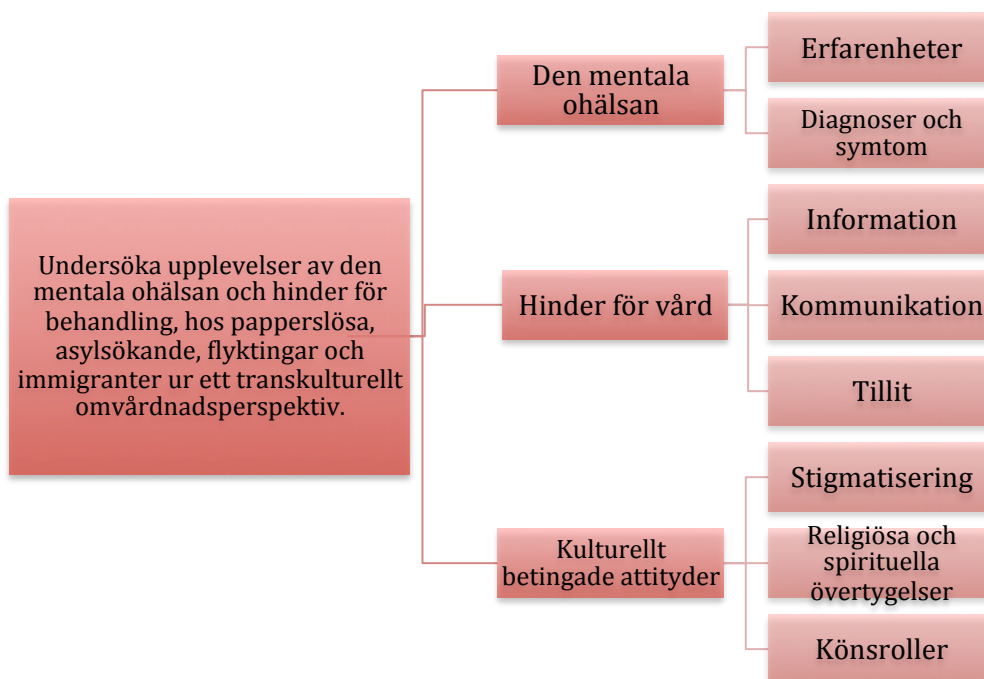 Undersöka upplevelser av den
mentala ohälsan och hinder för
behandling, hos papperslösa,
asylsökande, flyktingar och
immigranter ur ett transkulturellt
omvårdnadsperspektiv.
Den mentala
ohälsan
Erfarenheter
Diagnoser och
symtom
Hinder för vård
Information
Kommunikation
Tillit
Kulturellt
betingade attityder
Stigmatisering
Religiösa och
spirituella
övertygelser
Könsroller